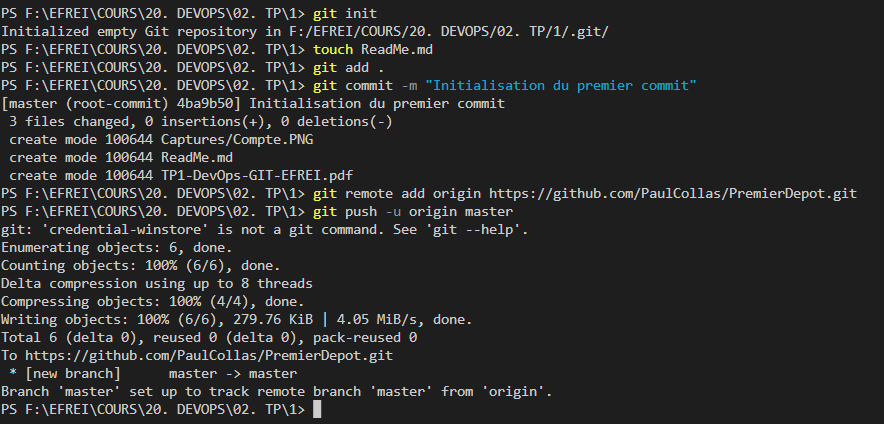 PS F:\EFREI\COURS\20. DEVOPS\02. TP\1> git init
Initialized empty Git repository in F:/EFREI/COURS/20. DEVOPS/02. TP/1/.git/
PS F:\EFREI\COURS\20. DEVOPS\02. TP\1> touch ReadMe.md
PS F:\EFREI\COURS\20. DEVOPS\02. TP\1> git add .
PS F:\EFREI\COURS\20. DEVOPS\02. TP\1> git commit -m "Initialisation du premier commit"
[master (root-commit) 4ba9b50] Initialisation du premier commit
 3 files changed, 0 insertions(+), 0 deletions(-)
 create mode 100644 Captures/Compte.PNG
 create mode 100644 ReadMe.md
 create mode 100644 TP1-DevOps-GIT-EFREI.pdf
PS F:\EFREI\COURS\20. DEVOPS\02. TP\1> git remote add origin https://github.com/PaulCollas/PremierDepot.git
PS F:\EFREI\COURS\20. DEVOPS\02. TP\1> git push -u origin master
git: 'credential-winstore' is not a git command. See 'git --help'.
Enumerating objects: 6, done.
Counting objects: 100% (6/6), done.
Delta compression using up to 8 threads
Compressing objects: 100% (4/4), done.
Writing objects: 100% (6/6), 279.76 KiB | 4.05 MiB/s, done.
Total 6 (delta 0), reused 0 (delta 0), pack-reused 0
To https://github.com/PaulCollas/PremierDepot.git
 * [new branch]      master -> master
Branch 'master' set up to track remote branch 'master' from 'origin'.
PS F:\EFREI\COURS\20. DEVOPS\02. TP\1>